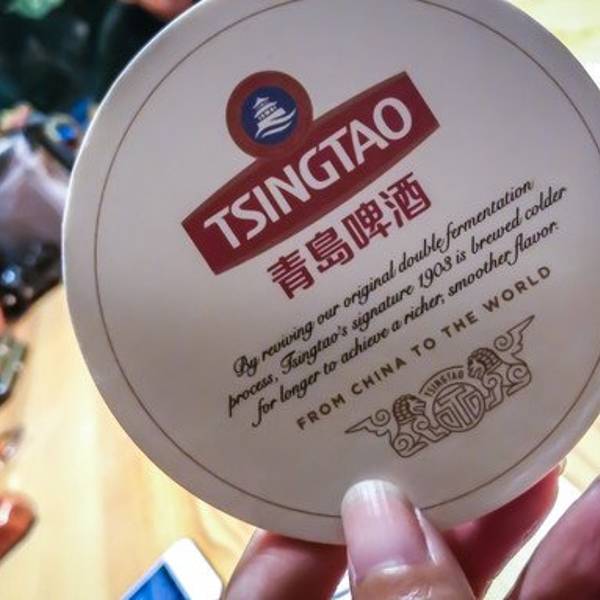 TSINGTAO
青島啤酒
By reviving our original double fermentation
process, Tsingtao's signature 1903 is brewed colder
for longer to achieve a richer, smoother flavor.
FROM CHINA TO THE WORLD
TSINGTAO